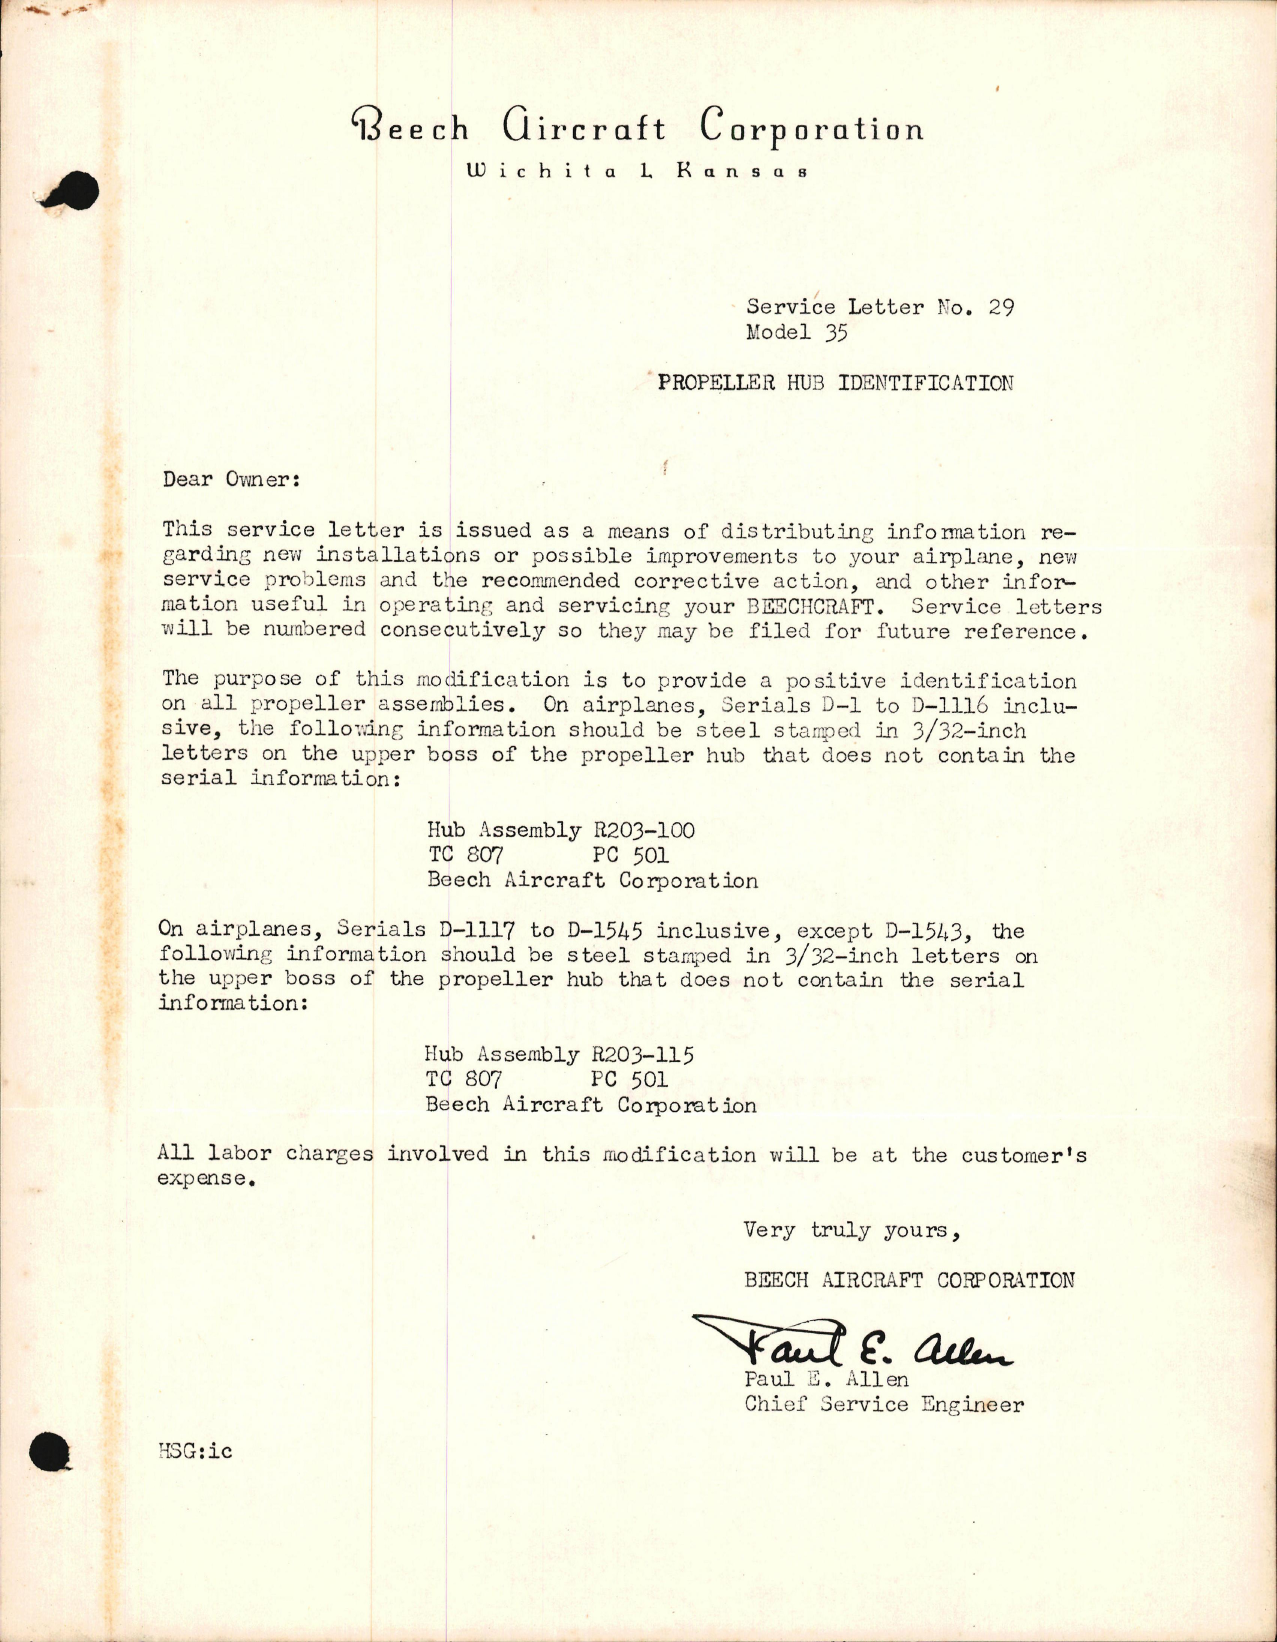 Beech Aircraft Corporation
Wichita 1, Kansas
Service Letter No. 29
Model 35
PROPELLER HUB IDENTIFICATION
Dear Owner:
This service letter is issued as a means of distributing information re-
garding new installations or possible improvements to your airplane, new
service problems and the recommended corrective action, and other infor-
mation useful in operating and servicing your BEECHCRAFT. Service letters
will be numbered consecutively so they may be filed for future reference.
The purpose of this modification is to provide a positive identification
on all propeller assemblies. On airplanes, Serials D-1 to D-1116 inclu-
sive, the following information should be steel stamped in 3/32-inch
letters on the upper boss of the propeller hub that does not contain the
serial information:
Hub Assembly R203-100
TC 807 PC 501
Beech Aircraft Corporation
On airplanes, Serials D-1117 to D-1545 inclusive, except D-1543, the
following information should be steel stamped in 3/32-inch letters on
the upper boss of the propeller hub that does not contain the serial
information:
Hub Assembly R203-115
TC 807 PC 501
Beech Aircraft Corporation
All labor charges involved in this modification will be at the customer's
expense.
Very truly yours,
BEECH AIRCRAFT CORPORATION
Paul E. Allen
Paul E. Allen
Chief Service Engineer
HSG:ic